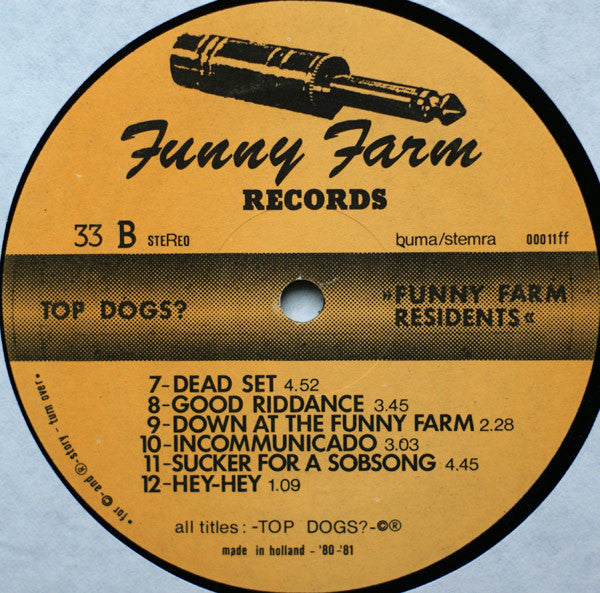 Funny Farm
RECORDS
33 B STEREO buma/stemra 00011ff
TOP DOGS? »FUNNY FARM
RESIDENTS«
7-DEAD SET 4.52
8-GOOD RIDDANCE 3.45
9-DOWN AT THE FUNNY FARM 2.28
10-INCOMMUNICADO 3.03
11-SUCKER FOR A SOBSONG 4.45
12-HEY-HEY 1.09
• for ©-and ®-story - turn over •
all titles: -TOP DOGS?-©®
made in holland - '80-'81